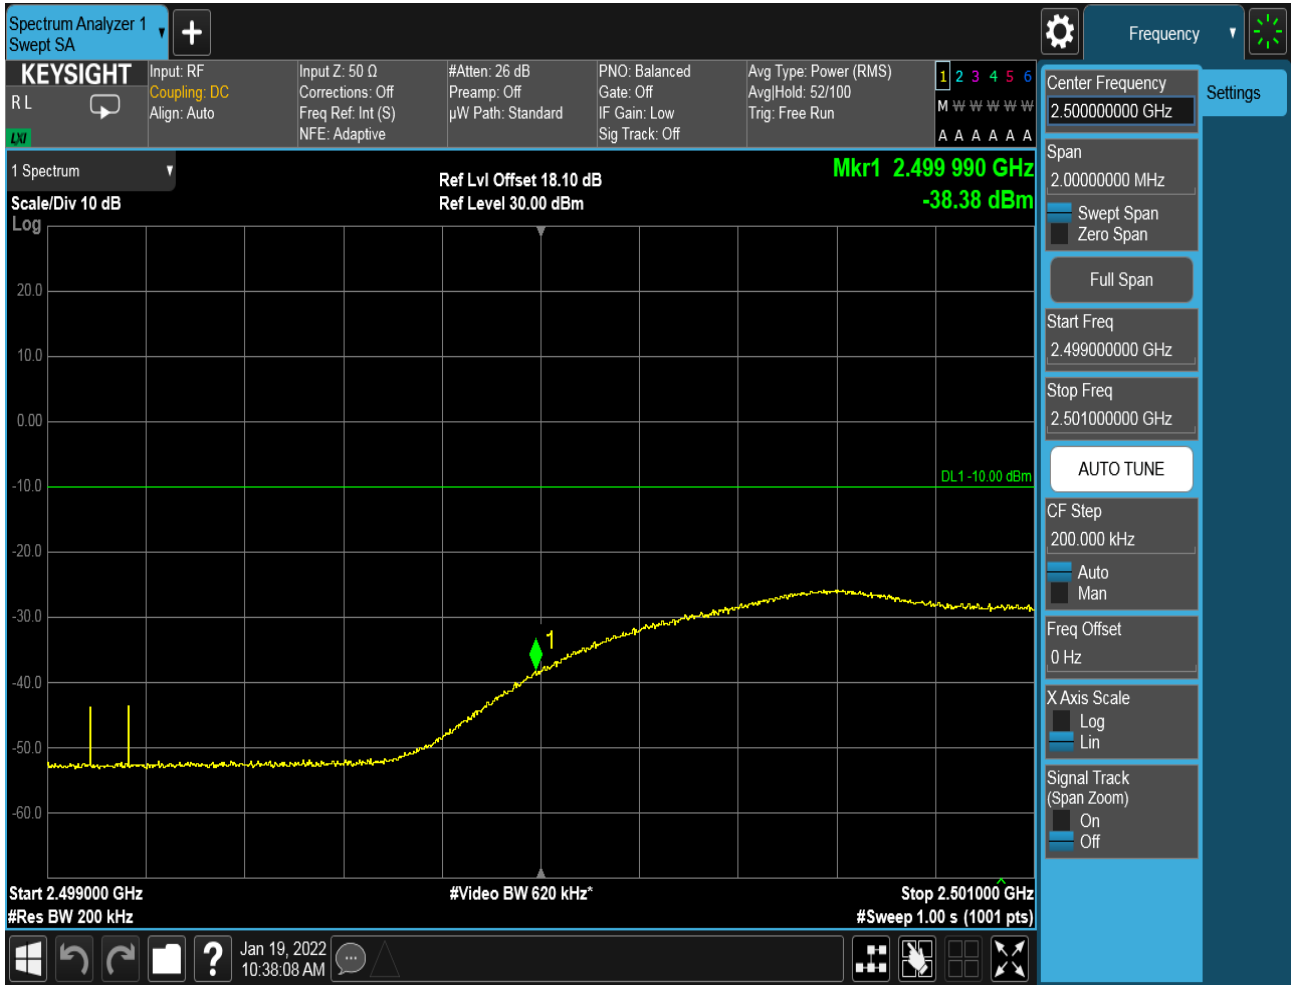 Spectrum Analyzer 1
Swept SA
Frequency
KEYSIGHT
R L
LXI
Input: RF
Coupling: DC
Align: Auto
Input Z: 50 Ω
Corrections: Off
Freq Ref: Int (S)
NFE: Adaptive
#Atten: 26 dB
Preamp: Off
µW Path: Standard
PNO: Balanced
Gate: Off
IF Gain: Low
Sig Track: Off
Avg Type: Power (RMS)
Avg|Hold: 52/100
Trig: Free Run
1 2 3 4 5 6
M W W W W W
A A A A A A
1 Spectrum
Scale/Div 10 dB
Log
Ref Lvl Offset 18.10 dB
Ref Level 30.00 dBm
Mkr1 2.499 990 GHz
-38.38 dBm
20.0
10.0
0.00
-10.0
-20.0
-30.0
-40.0
-50.0
-60.0
DL1 -10.00 dBm
1
Start 2.499000 GHz
#Res BW 200 kHz
#Video BW 620 kHz*
Stop 2.501000 GHz
#Sweep 1.00 s (1001 pts)
Jan 19, 2022
10:38:08 AM
Center Frequency
2.500000000 GHz
Settings
Span
2.00000000 MHz
Swept Span
Zero Span
Full Span
Start Freq
2.499000000 GHz
Stop Freq
2.501000000 GHz
AUTO TUNE
CF Step
200.000 kHz
Auto
Man
Freq Offset
0 Hz
X Axis Scale
Log
Lin
Signal Track
(Span Zoom)
On
Off